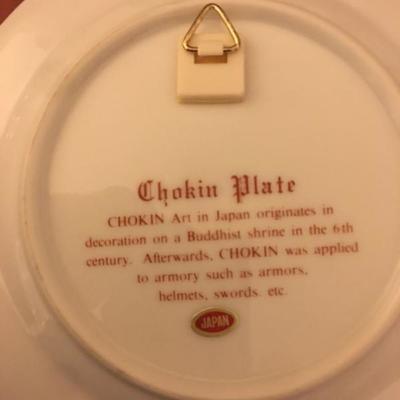 Chokin Plate
CHOKIN Art in Japan originates in
decoration on a Buddhist shrine in the 6th
century. Afterwards, CHOKIN was applied
to armory such as armors,
helmets, swords. etc.
JAPAN